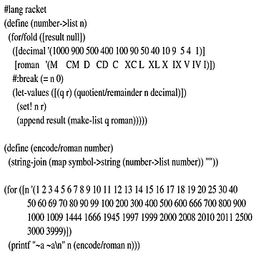 #lang racket
(define (number->list n)
(for/fold ([result null])
([decimal '(1000 900 500 400 100 90 50 40 10 9 5 4 1)]
[roman '(M CM D CD C XC L XL X IX V IV I)])
#:break (= n 0)
(let-values ([(q r) (quotient/remainder n decimal)])
(set! n r)
(append result (make-list q roman)))))
(define (encode/roman number)
(string-join (map symbol->string (number->list number)) ""))
(for ([n '(1 2 3 4 5 6 7 8 9 10 11 12 13 14 15 16 17 18 19 20 25 30 40
50 60 69 70 80 90 99 100 200 300 400 500 600 666 700 800 900
1000 1009 1444 1666 1945 1997 1999 2000 2008 2010 2011 2500
3000 3999)])
(printf "~a ~a\n" n (encode/roman n)))